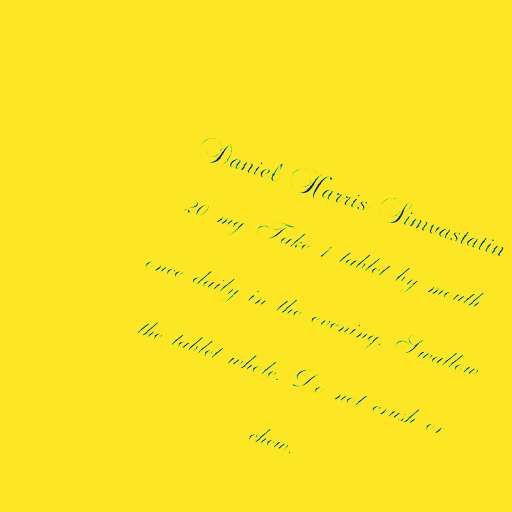 Daniel Harris Simvastatin
20 mg Take 1 tablet by mouth
once daily in the evening. Swallow
the tablet whole. Do not crush or
chew.